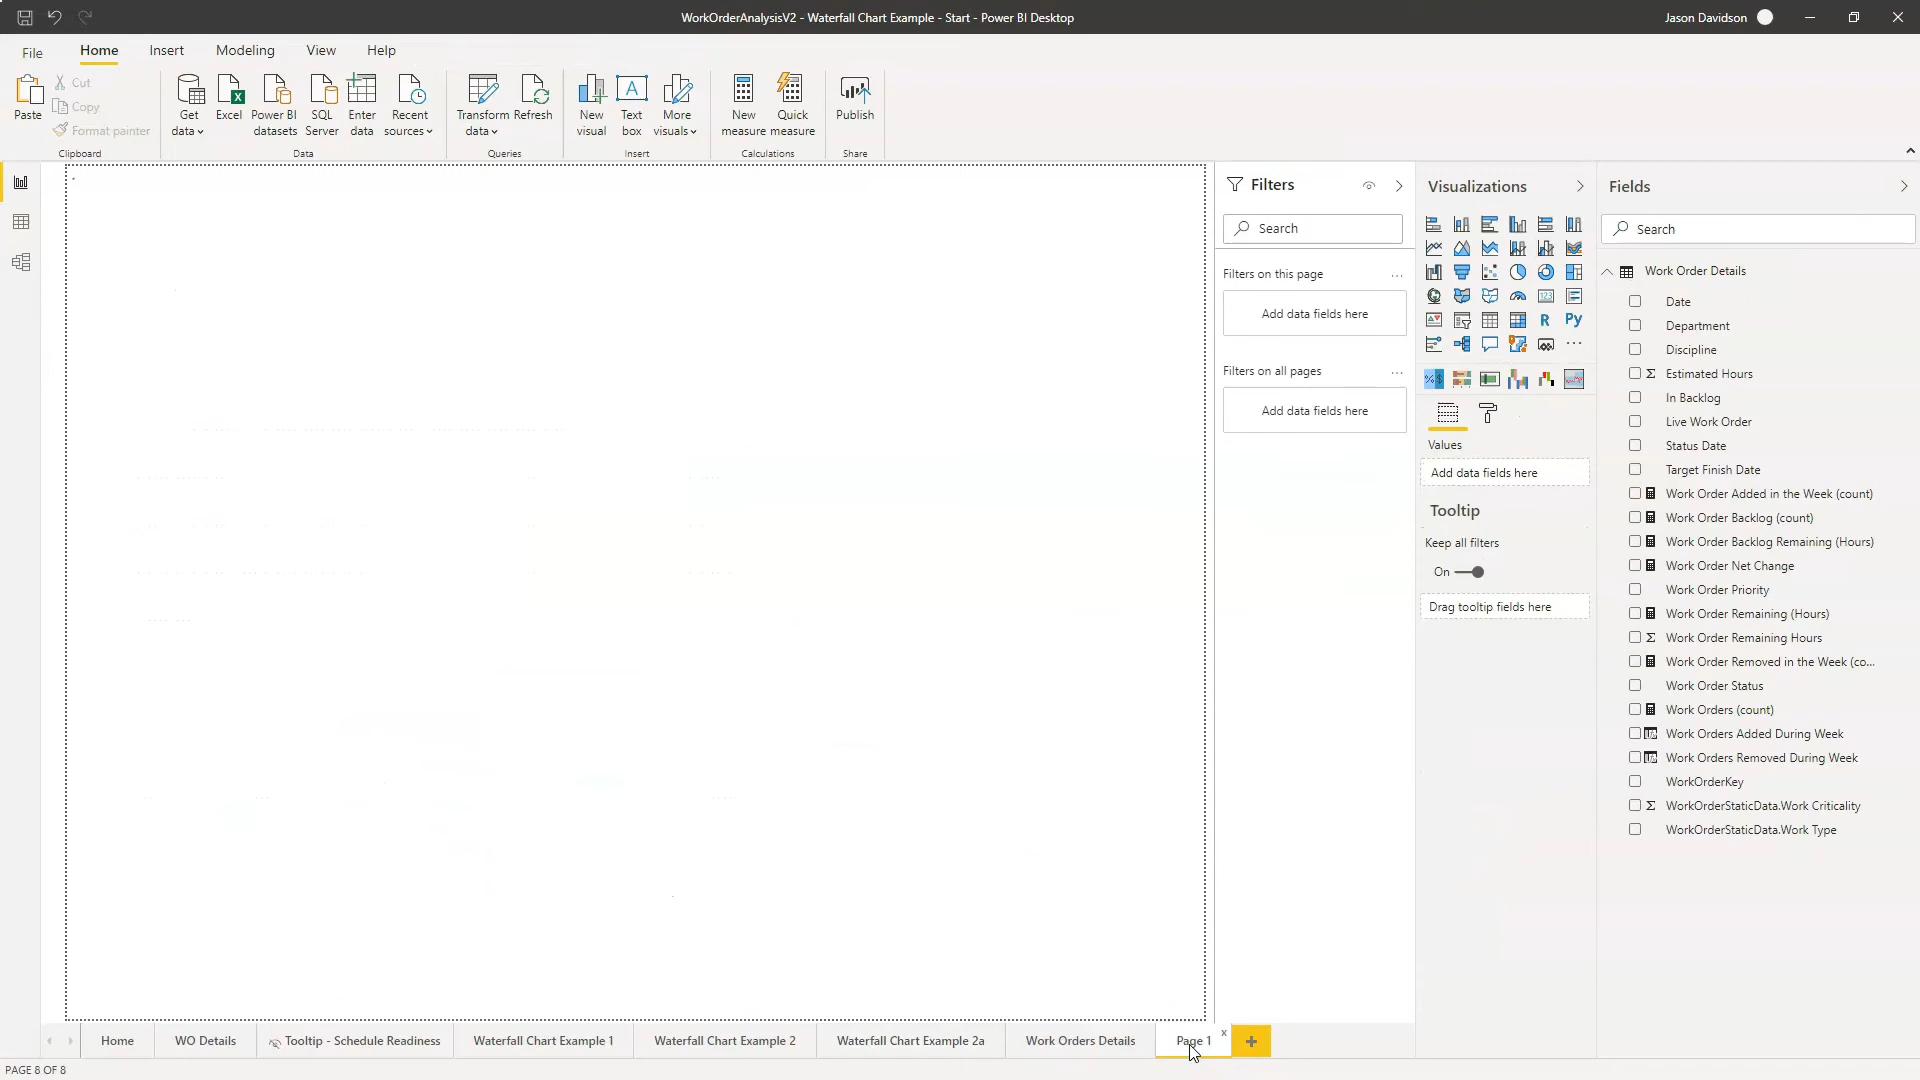 WorkOrderAnalysisV2 - Waterfall Chart Example - Start - Power BI Desktop
Jason Davidson
File
Home
Insert
Modeling
View
Help
Paste
Cut
Copy
Format painter
Clipboard
Get data
Excel
Power BI datasets
SQL Server
Enter data
Recent sources
Data
Transform data
Refresh
Queries
New visual
A
Text box
More visuals
Insert
New measure
Quick measure
Calculations
Publish
Share
Filters
Search
Filters on this page
...
Add data fields here
Filters on all pages
...
Add data fields here
Visualizations
123
R
Py
...
Values
Add data fields here
Tooltip
Keep all filters
On
Drag tooltip fields here
Fields
Search
Work Order Details
Date
Department
Discipline
Σ Estimated Hours
In Backlog
Live Work Order
Status Date
Target Finish Date
Work Order Added in the Week (count)
Work Order Backlog (count)
Work Order Backlog Remaining (Hours)
Work Order Net Change
Work Order Priority
Work Order Remaining (Hours)
Σ Work Order Remaining Hours
Work Order Removed in the Week (co...
Work Order Status
Work Orders (count)
Work Orders Added During Week
Work Orders Removed During Week
WorkOrderKey
Σ WorkOrderStaticData.Work Criticality
WorkOrderStaticData.Work Type
Home
WO Details
Tooltip - Schedule Readiness
Waterfall Chart Example 1
Waterfall Chart Example 2
Waterfall Chart Example 2a
Work Orders Details
Page 1
x
+
PAGE 8 OF 8